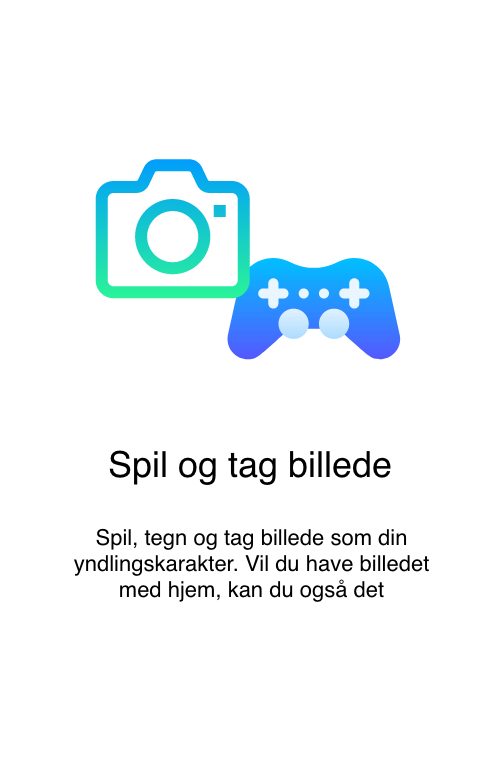 Spil og tag billede
Spil, tegn og tag billede som din
yndlingskarakter. Vil du have billedet
med hjem, kan du også det